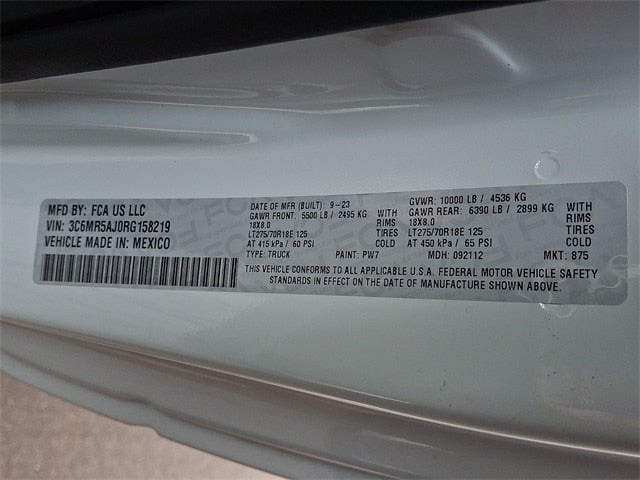 MFD BY: FCA US LLC
VIN: 3C6MR5AJ0RG158219
VEHICLE MADE IN: MEXICO
DATE OF MFR (BUILT): 9-23
GVWR: 10000 LB / 4536 KG
GAWR FRONT: 5500 LB / 2495 KG WITH
GAWR REAR: 6390 LB / 2899 KG WITH
18X8.0 RIMS
18X8.0 RIMS
LT275/70R18E 125 TIRES
LT275/70R18E 125 TIRES
AT 415 kPa / 60 PSI COLD
AT 450 kPa / 65 PSI COLD
TYPE: TRUCK PAINT: PW7 MDH: 092112 MKT: 875
THIS VEHICLE CONFORMS TO ALL APPLICABLE U.S.A. FEDERAL MOTOR VEHICLE SAFETY
STANDARDS IN EFFECT ON THE DATE OF MANUFACTURE SHOWN ABOVE.